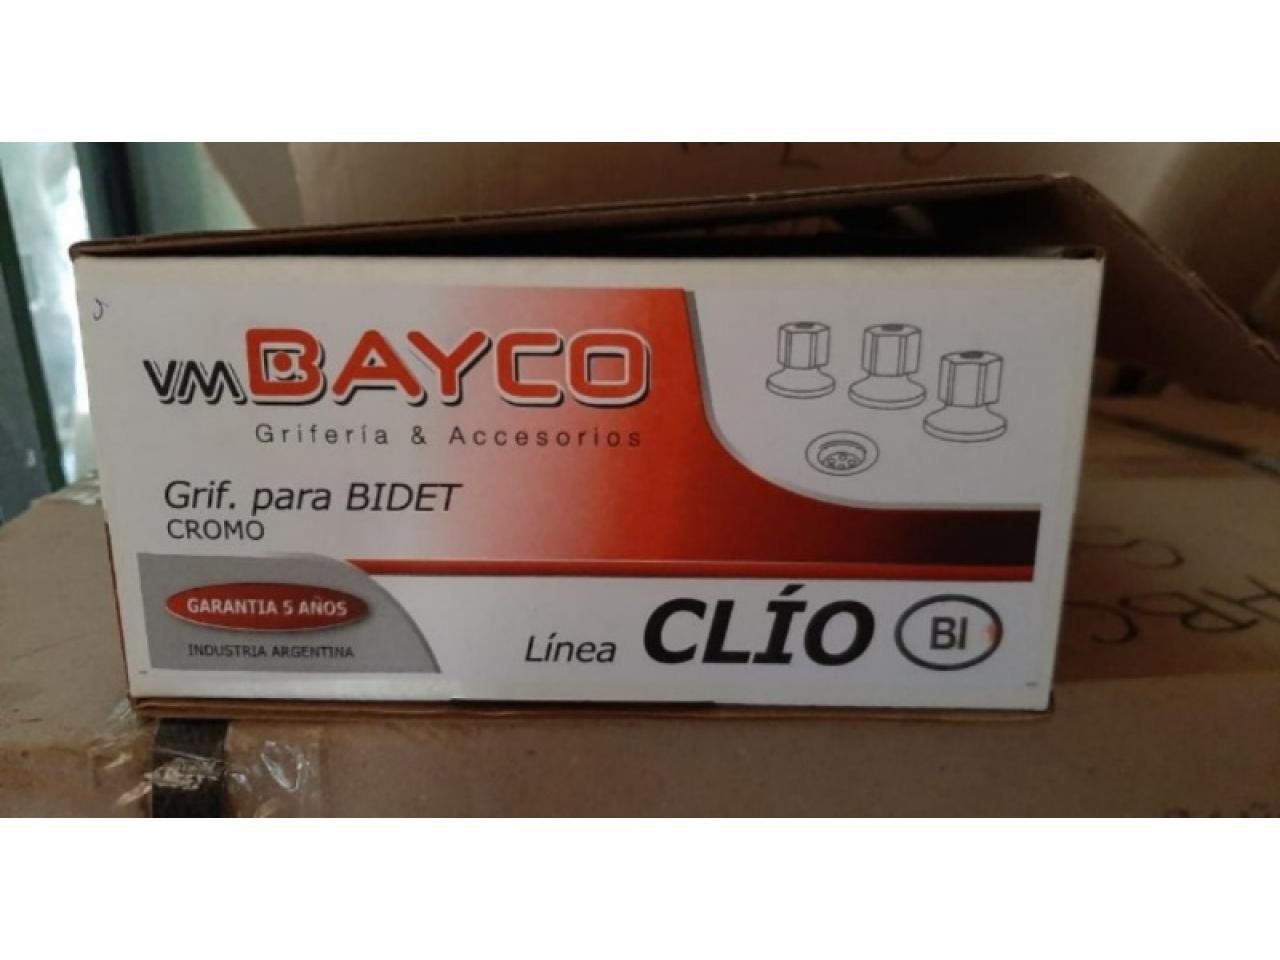 VM BAYCO
Grifería & Accesorios
Grif. para BIDET
CROMO
GARANTIA 5 AÑOS
INDUSTRIA ARGENTINA
Línea CLÍO BI